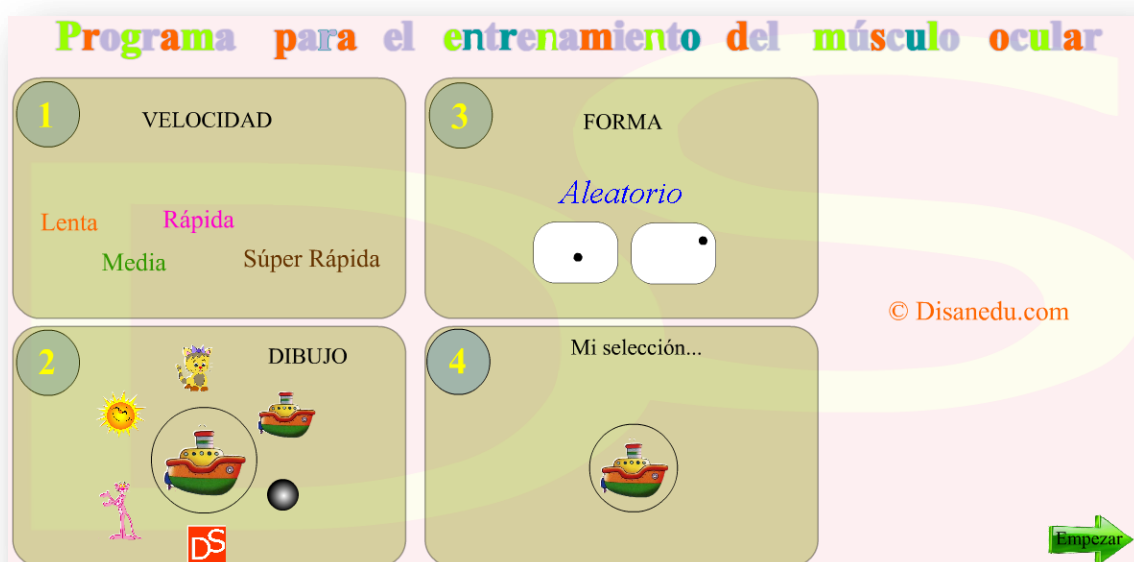 Programa para el entrenamiento del músculo ocular
1
VELOCIDAD
Lenta
Rápida
Media
Súper Rápida
2
DIBUJO
DS
3
FORMA
Aleatorio
4
Mi selección...
© Disanedu.com
Empezar